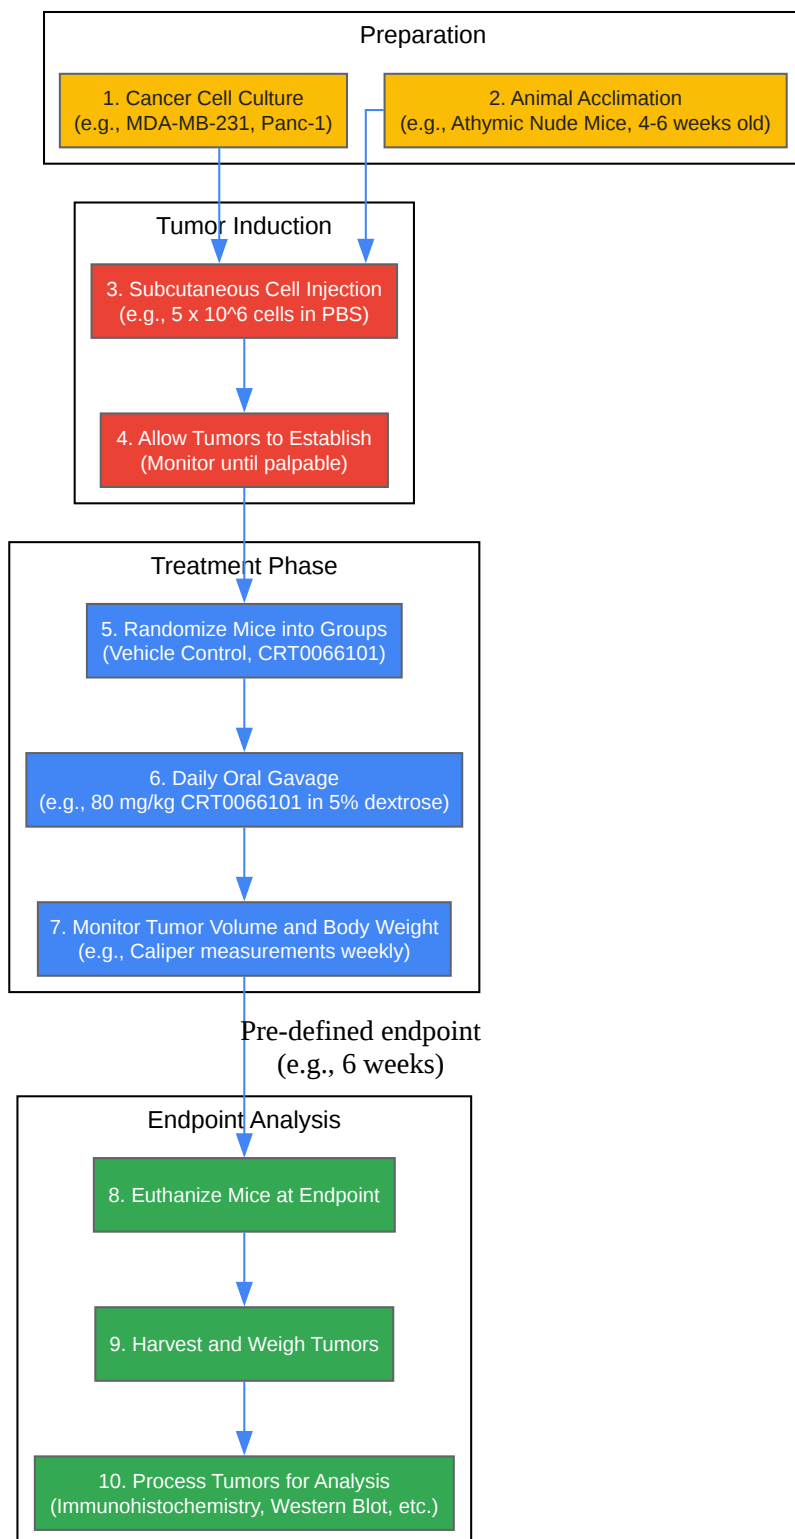 Preparation
1. Cancer Cell Culture
(e.g., MDA-MB-231, Panc-1)
2. Animal Acclimation
(e.g., Athymic Nude Mice, 4-6 weeks old)
Tumor Induction
3. Subcutaneous Cell Injection
(e.g., 5 x 10^6 cells in PBS)
4. Allow Tumors to Establish
(Monitor until palpable)
Treatment Phase
5. Randomize Mice into Groups
(Vehicle Control, CRT0066101)
6. Daily Oral Gavage
(e.g., 80 mg/kg CRT0066101 in 5% dextrose)
7. Monitor Tumor Volume and Body Weight
(e.g., Caliper measurements weekly)
Pre-defined endpoint
(e.g., 6 weeks)
Endpoint Analysis
8. Euthanize Mice at Endpoint
9. Harvest and Weigh Tumors
10. Process Tumors for Analysis
(Immunohistochemistry, Western Blot, etc.)